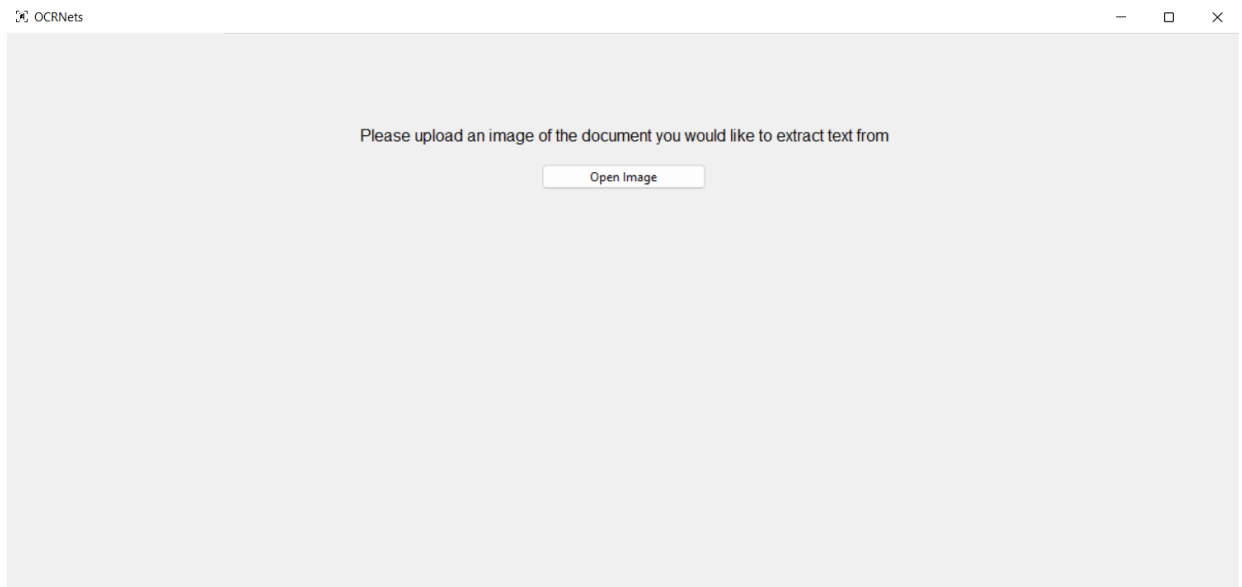 OCRNets
Please upload an image of the document you would like to extract text from
Open Image